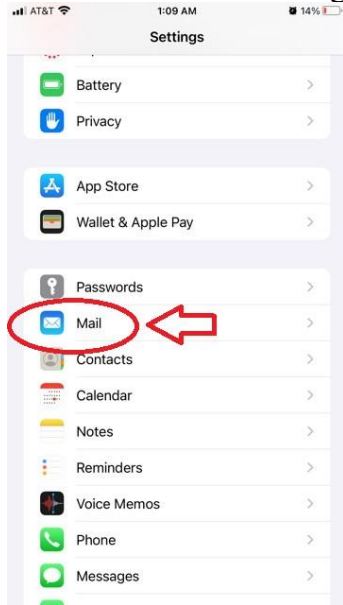 AT&T 1:09 AM 14%
Settings
Battery
Privacy
App Store
Wallet & Apple Pay
Passwords
Mail
Contacts
Calendar
Notes
Reminders
Voice Memos
Phone
Messages